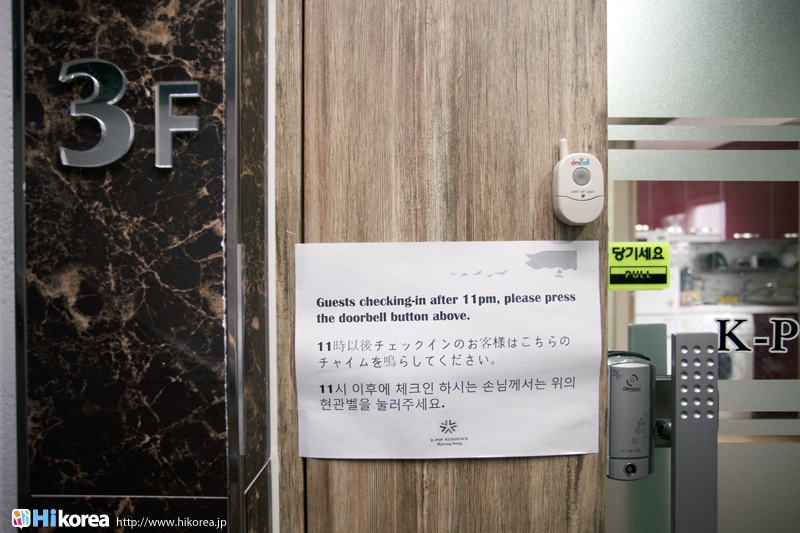 3F
dmcall
당기세요
PULL
Guests checking-in after 11pm, please press
the doorbell button above.
11時以後チェックインのお客様はこちらの
チャイムを鳴らしてください。
11시 이후에 체크인 하시는 손님께서는 위의
현관벨을 눌러주세요.
K-POP RESIDENCE
Myeong Dong
K-P
Hikorea http://www.hikorea.jp